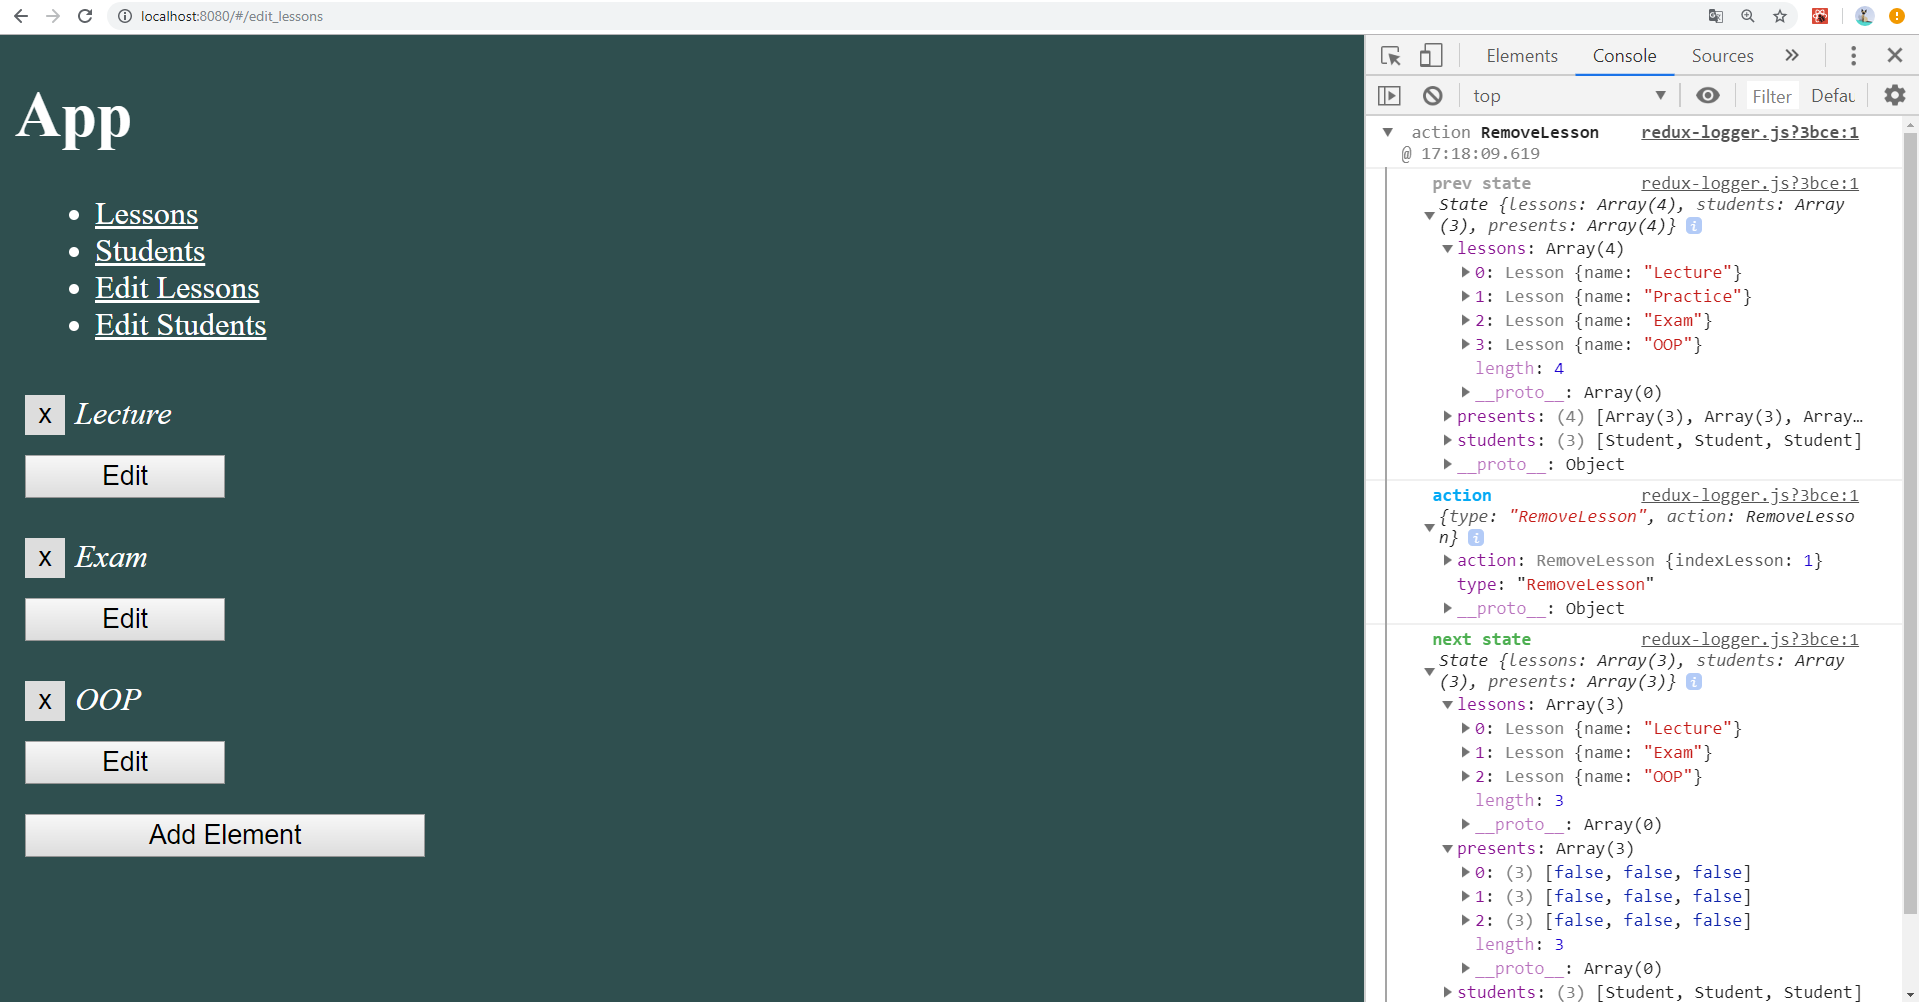 localhost:8080/#/edit_lessons
App
Lessons
Students
Edit Lessons
Edit Students
x Lecture
Edit
x Exam
Edit
x OOP
Edit
Add Element
Elements Console Sources
top Filter Defau
action RemoveLesson redux-logger.js?3bce:1
@ 17:18:09.619
prev state redux-logger.js?3bce:1
State {lessons: Array(4), students: Array
(3), presents: Array(4)}
lessons: Array(4)
0: Lesson {name: "Lecture"}
1: Lesson {name: "Practice"}
2: Lesson {name: "Exam"}
3: Lesson {name: "OOP"}
length: 4
__proto__: Array(0)
presents: (4) [Array(3), Array(3), Array…
students: (3) [Student, Student, Student]
__proto__: Object
action redux-logger.js?3bce:1
{type: "RemoveLesson", action: RemoveLesso
n}
action: RemoveLesson {indexLesson: 1}
type: "RemoveLesson"
__proto__: Object
next state redux-logger.js?3bce:1
State {lessons: Array(3), students: Array
(3), presents: Array(3)}
lessons: Array(3)
0: Lesson {name: "Lecture"}
1: Lesson {name: "Exam"}
2: Lesson {name: "OOP"}
length: 3
__proto__: Array(0)
presents: Array(3)
0: (3) [false, false, false]
1: (3) [false, false, false]
2: (3) [false, false, false]
length: 3
__proto__: Array(0)
students: (3) [Student, Student, Student]